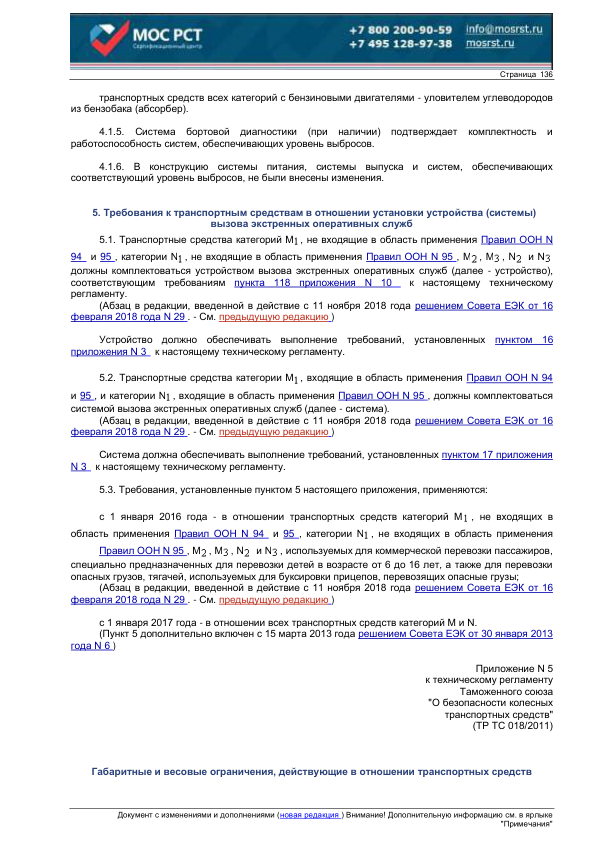 МОС РСТ
Сертификационный центр
+7 800 200-90-59 info@mosrst.ru
+7 495 128-97-38 mosrst.ru
Страница 136
транспортных средств всех категорий с бензиновыми двигателями - уловителем углеводородов
из бензобака (абсорбер).
4.1.5. Система бортовой диагностики (при наличии) подтверждает комплектность и
работоспособность систем, обеспечивающих уровень выбросов.
4.1.6. В конструкцию системы питания, системы выпуска и систем, обеспечивающих
соответствующий уровень выбросов, не были внесены изменения.
5. Требования к транспортным средствам в отношении установки устройства (системы)
вызова экстренных оперативных служб
5.1. Транспортные средства категорий M1, не входящие в область применения Правил ООН N
94 и 95, категории N1, не входящие в область применения Правил ООН N 95, M2, M3, N2 и N3
должны комплектоваться устройством вызова экстренных оперативных служб (далее - устройство),
соответствующим требованиям пункта 118 приложения N 10 к настоящему техническому
регламенту.
(Абзац в редакции, введенной в действие с 11 ноября 2018 года решением Совета ЕЭК от 16
февраля 2018 года N 29. - См. предыдущую редакцию)
Устройство должно обеспечивать выполнение требований, установленных пунктом 16
приложения N 3 к настоящему техническому регламенту.
5.2. Транспортные средства категории M1, входящие в область применения Правил ООН N 94
и 95, и категории N1, входящие в область применения Правил ООН N 95, должны комплектоваться
системой вызова экстренных оперативных служб (далее - система).
(Абзац в редакции, введенной в действие с 11 ноября 2018 года решением Совета ЕЭК от 16
февраля 2018 года N 29. - См. предыдущую редакцию)
Система должна обеспечивать выполнение требований, установленных пунктом 17 приложения
N 3 к настоящему техническому регламенту.
5.3. Требования, установленные пунктом 5 настоящего приложения, применяются:
с 1 января 2016 года - в отношении транспортных средств категорий M1, не входящих в
область применения Правил ООН N 94 и 95, категории N1, не входящих в область применения
Правил ООН N 95, M2, M3, N2 и N3, используемых для коммерческой перевозки пассажиров,
специально предназначенных для перевозки детей в возрасте от 6 до 16 лет, а также для перевозки
опасных грузов, тягачей, используемых для буксировки прицепов, перевозящих опасные грузы;
(Абзац в редакции, введенной в действие с 11 ноября 2018 года решением Совета ЕЭК от 16
февраля 2018 года N 29. - См. предыдущую редакцию)
с 1 января 2017 года - в отношении всех транспортных средств категорий M и N.
(Пункт 5 дополнительно включен с 15 марта 2013 года решением Совета ЕЭК от 30 января 2013
года N 6)
Приложение N 5
к техническому регламенту
Таможенного союза
"О безопасности колесных
транспортных средств"
(ТР ТС 018/2011)
Габаритные и весовые ограничения, действующие в отношении транспортных средств
Документ с изменениями и дополнениями (новая редакция) Внимание! Дополнительную информацию см. в ярлыке
"Примечания"